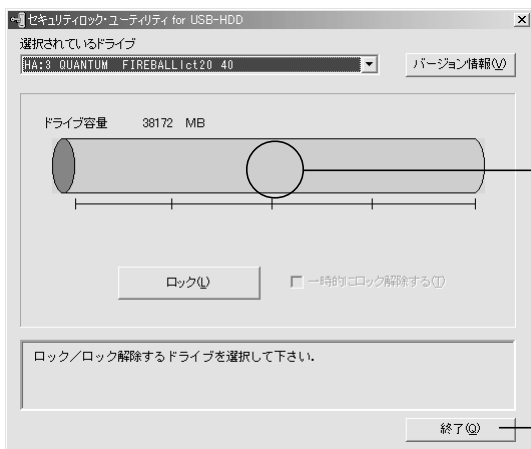 セキュリティロック・ユーティリティ for USB-HDD
選択されているドライブ
HA:3 QUANTUM FIREBALLlct20 40
バージョン情報(V)
ドライブ容量 38172 MB
ロック(L)
一時的にロック解除する(T)
ロック／ロック解除するドライブを選択して下さい.
終了(Q)